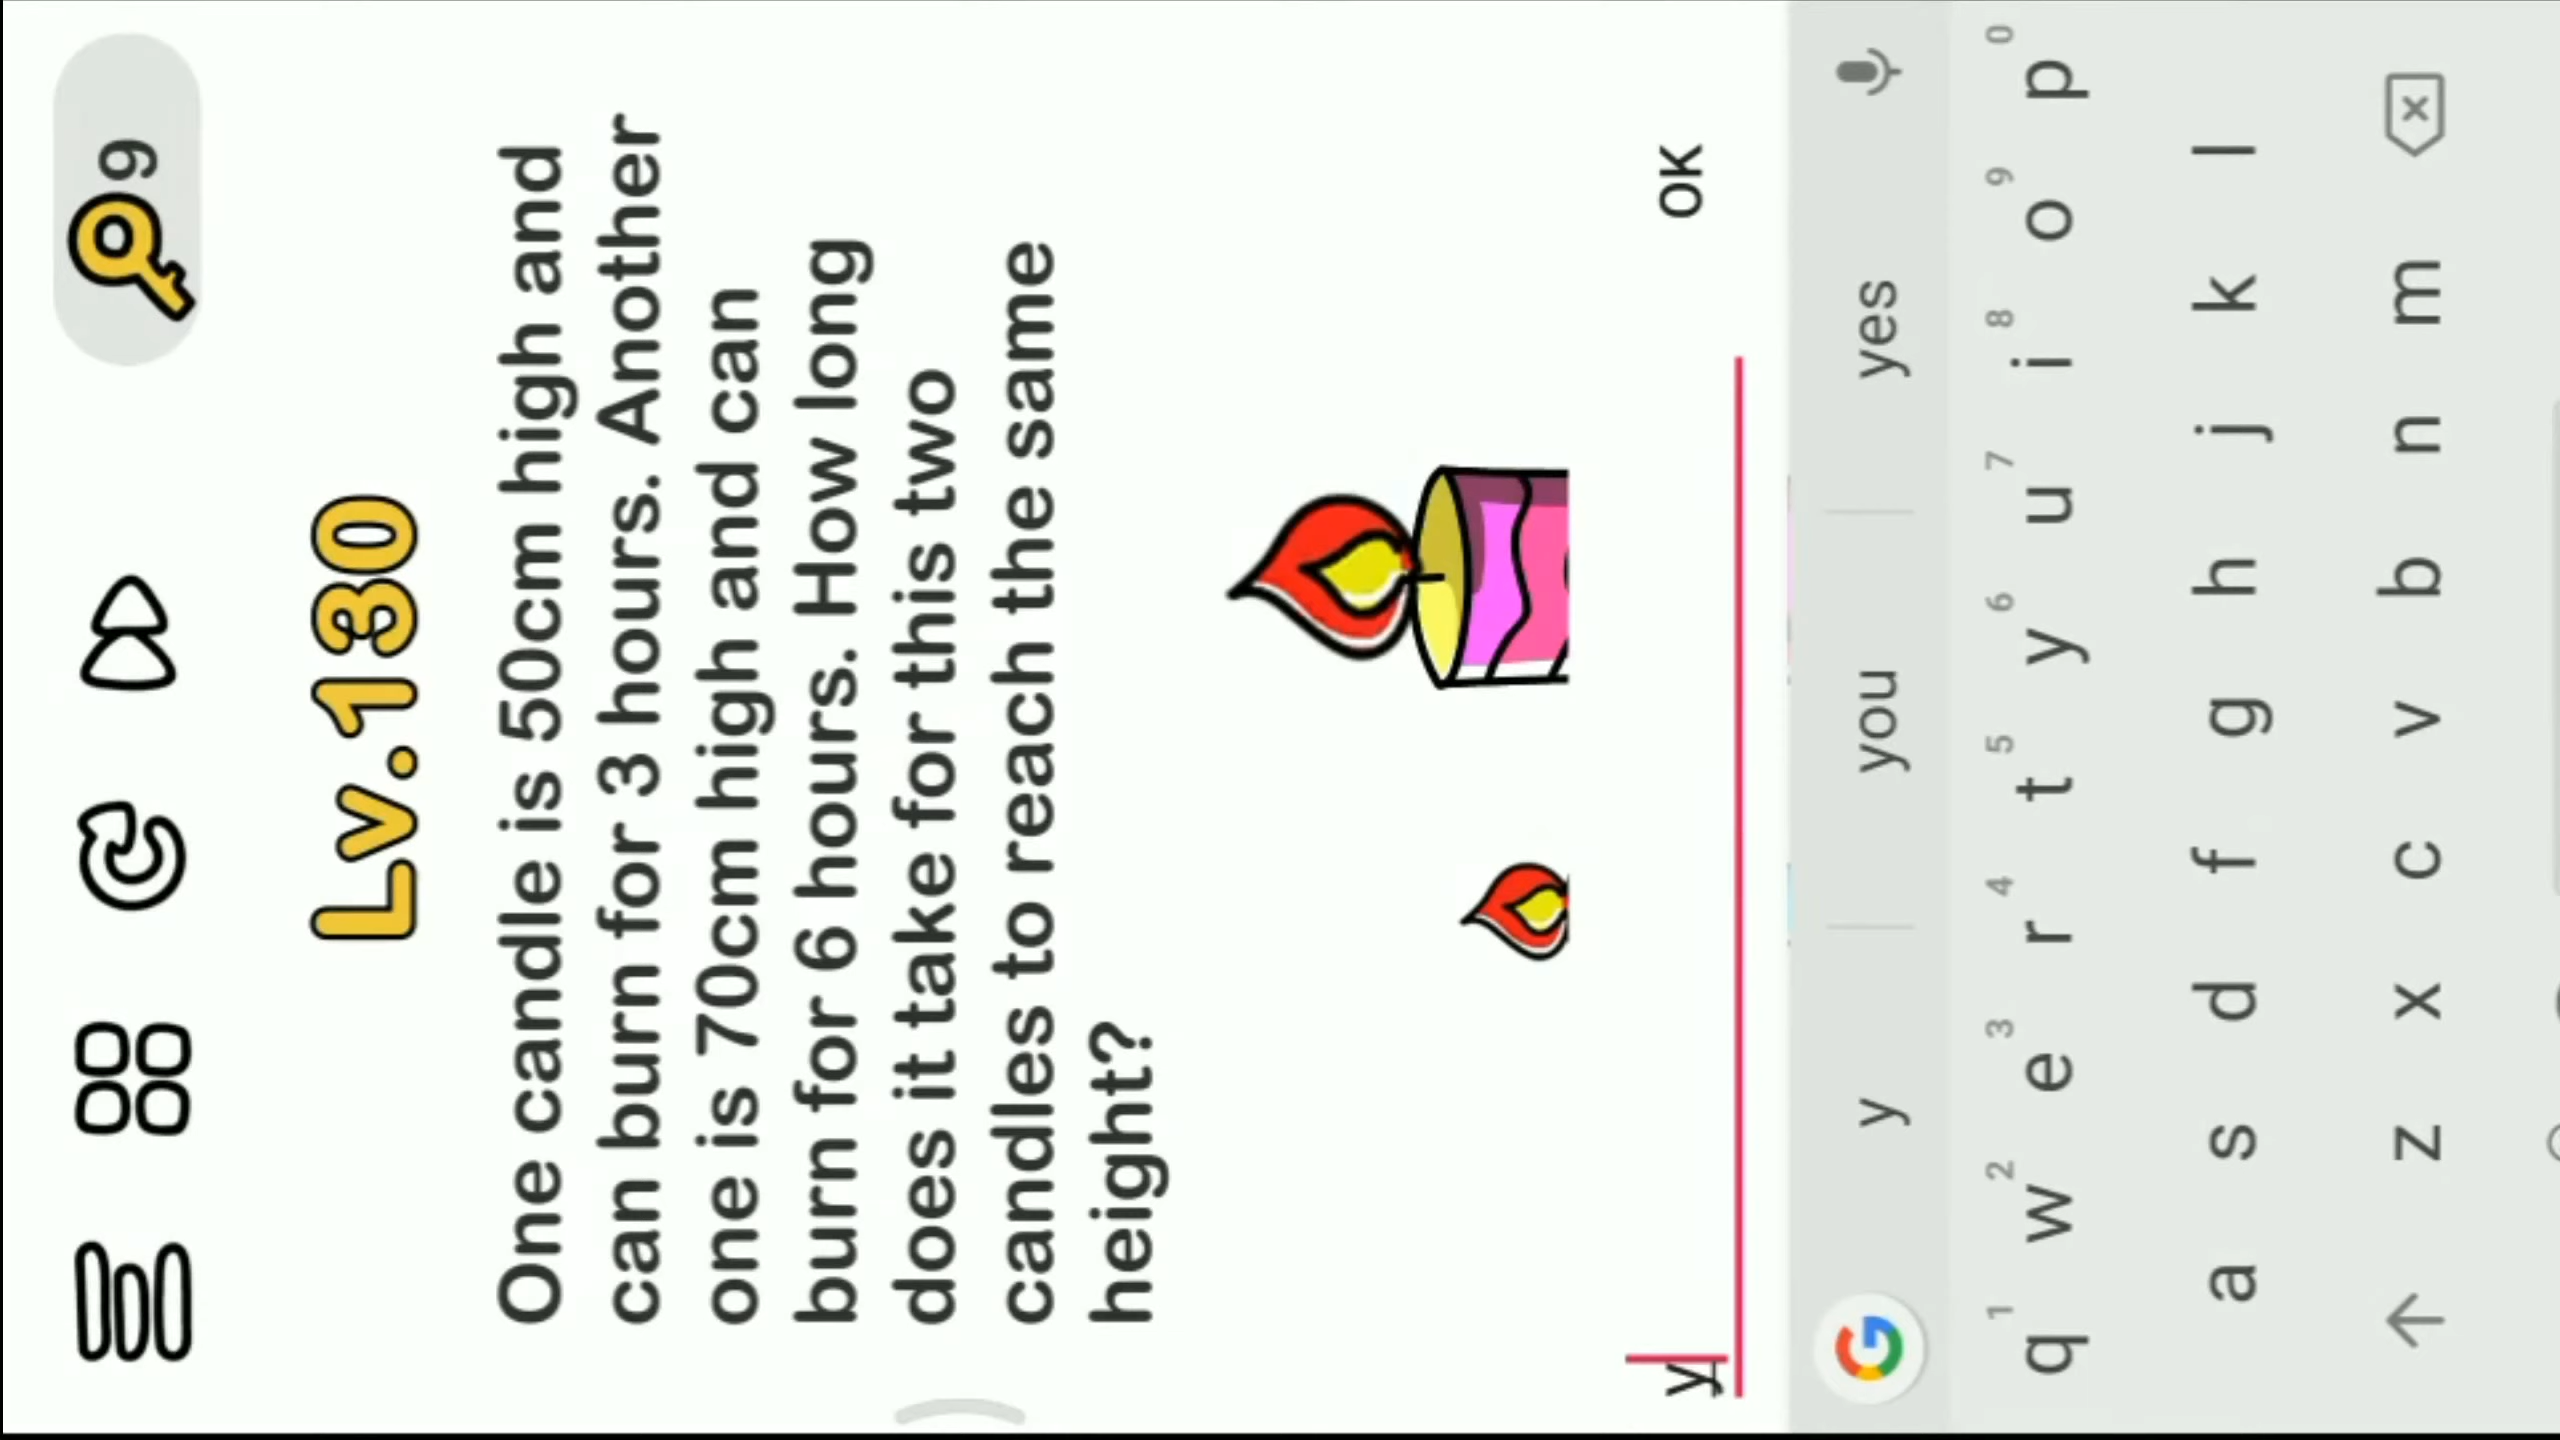 9
Lv.130
One candle is 50cm high and
can burn for 3 hours. Another
one is 70cm high and can
burn for 6 hours. How long
does it take for this two
candles to reach the same
height?
y
OK
y you yes
1 2 3 4 5 6 7 8 9 0
q w e r t y u i o p
a s d f g h j k l
z x c v b n m